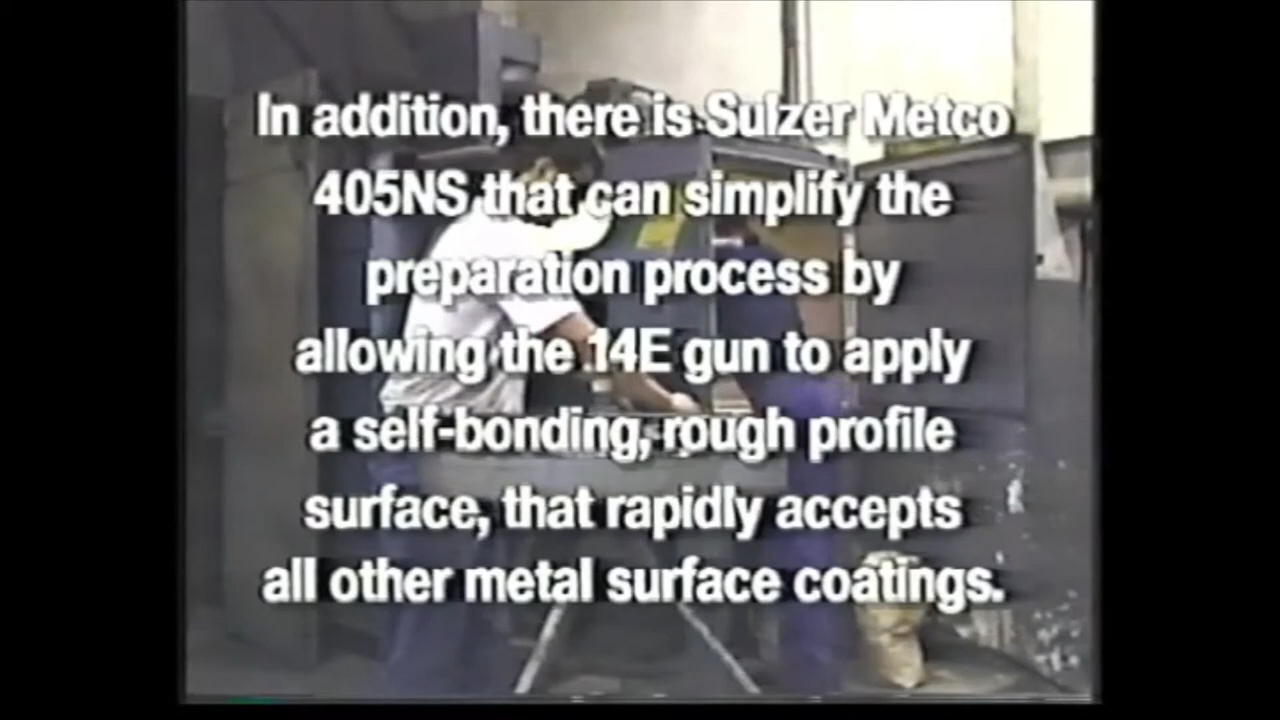 In addition, there is Sulzer Metco
405NS that can simplify the
preparation process by
allowing the 14E gun to apply
a self-bonding, rough profile
surface, that rapidly accepts
all other metal surface coatings.